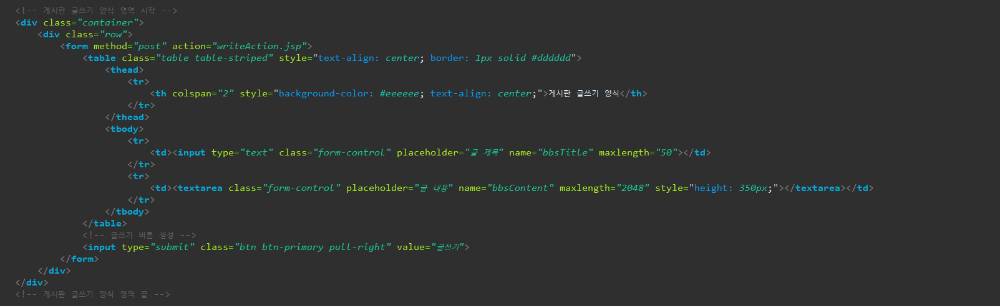 <!-- 게시판 글쓰기 양식 영역 시작 -->
<div class="container">
<div class="row">
<form method="post" action="writeAction.jsp">
<table class="table table-striped" style="text-align: center; border: 1px solid #dddddd">
<thead>
<tr>
<th colspan="2" style="background-color: #eeeeee; text-align: center;">게시판 글쓰기 양식</th>
</tr>
</thead>
<tbody>
<tr>
<td><input type="text" class="form-control" placeholder="글 제목" name="bbsTitle" maxlength="50"></td>
</tr>
<tr>
<td><textarea class="form-control" placeholder="글 내용" name="bbsContent" maxlength="2048" style="height: 350px;"></textarea></td>
</tr>
</tbody>
</table>
<!-- 글쓰기 버튼 생성 -->
<input type="submit" class="btn btn-primary pull-right" value="글쓰기">
</form>
</div>
</div>
<!-- 게시판 글쓰기 양식 영역 끝 -->